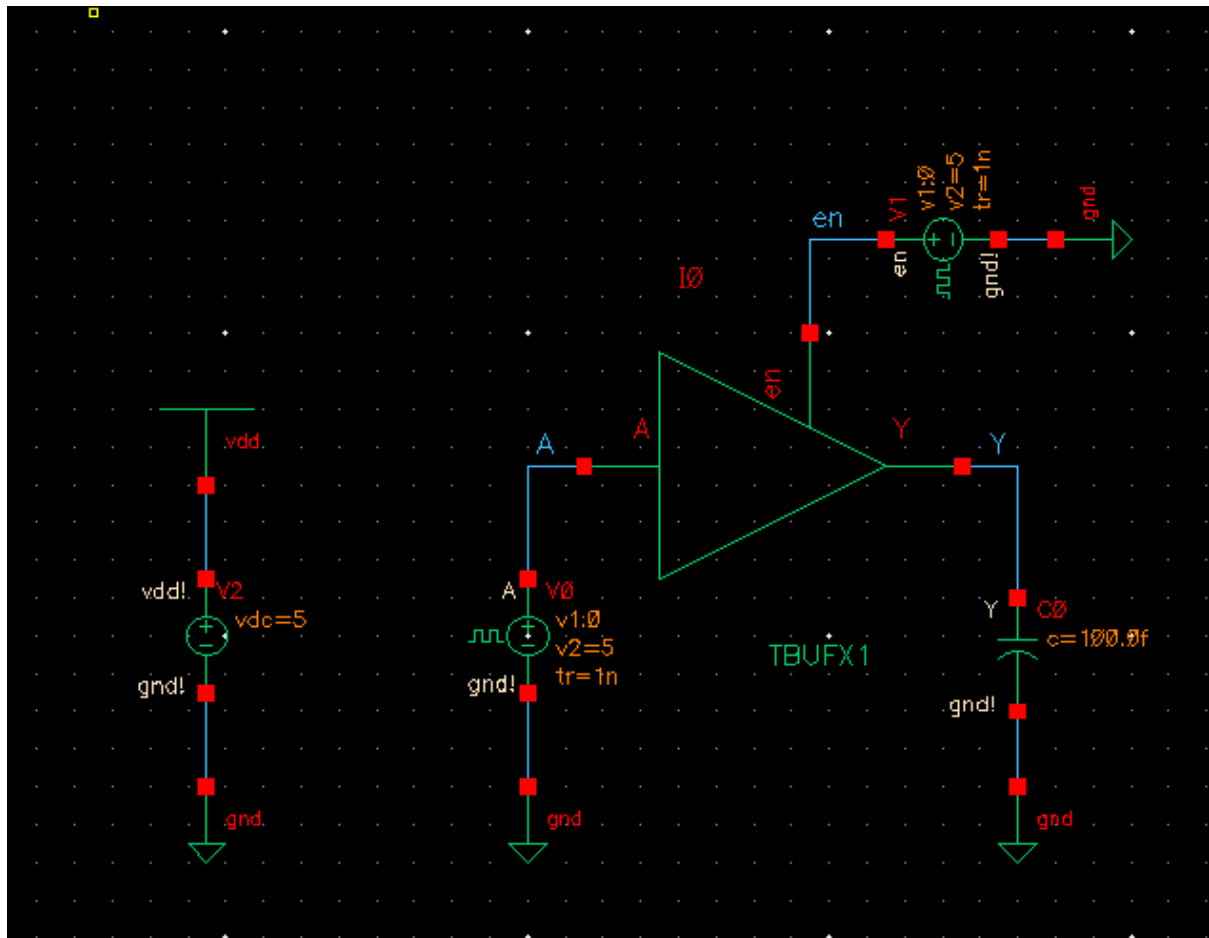 v1:0
v2=5
tr=1n
V1
gnd
en
en
gnd!
I0
en
vdd
A
A
Y
Y
vdd!
V2
vdc=5
gnd!
gnd
A
V0
v1:0
v2=5
tr=1n
gnd!
gnd
TBUFX1
Y
C0
c=100.0f
gnd!
gnd